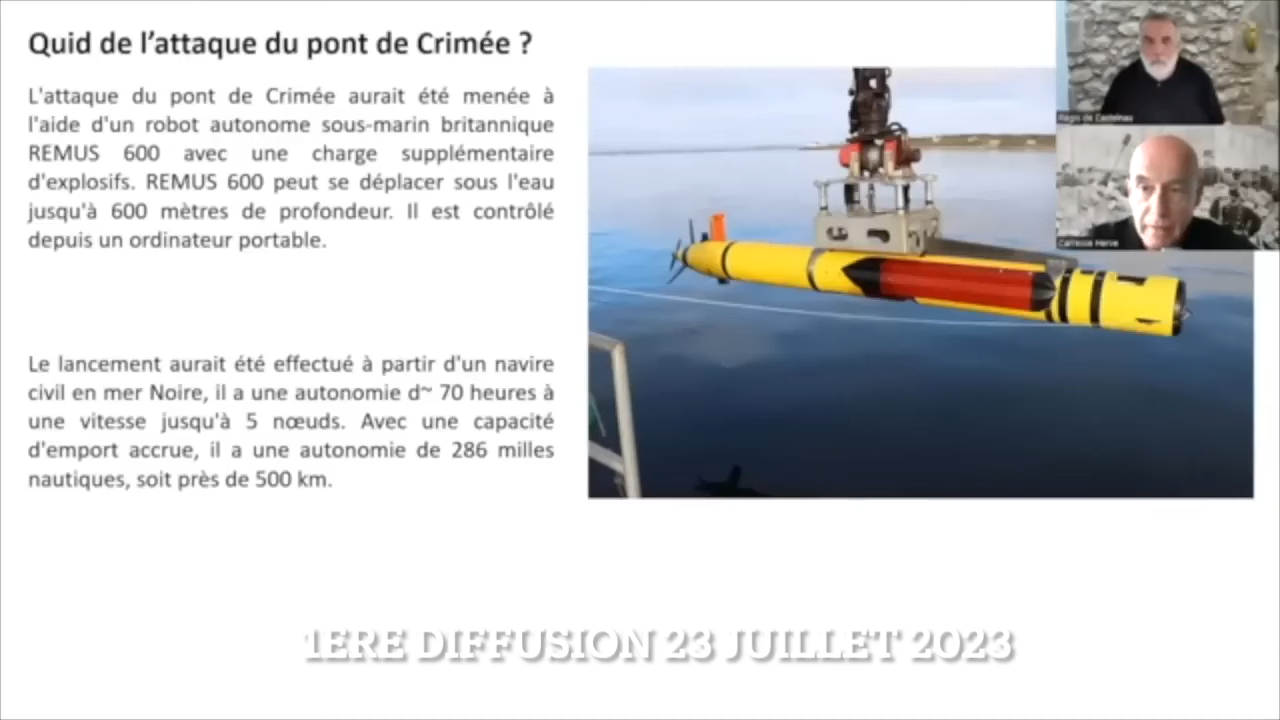 Quid de l'attaque du pont de Crimée ?
L'attaque du pont de Crimée aurait été menée à
l'aide d'un robot autonome sous-marin britannique
REMUS 600 avec une charge supplémentaire
d'explosifs. REMUS 600 peut se déplacer sous l'eau
jusqu'à 600 mètres de profondeur. Il est contrôlé
depuis un ordinateur portable.
Le lancement aurait été effectué à partir d'un navire
civil en mer Noire, il a une autonomie d~ 70 heures à
une vitesse jusqu'à 5 nœuds. Avec une capacité
d'emport accrue, il a une autonomie de 286 milles
nautiques, soit près de 500 km.
Régis de Castelnau
Carresse Hervé
1ERE DIFFUSION 23 JUILLET 2023